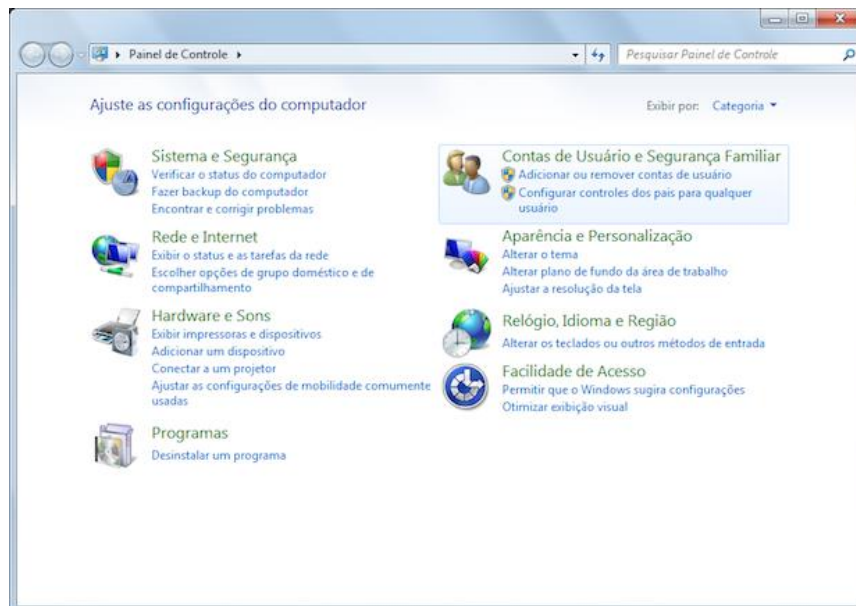 Painel de Controle
Pesquisar Painel de Controle
Ajuste as configurações do computador
Exibir por: Categoria
Sistema e Segurança
Verificar o status do computador
Fazer backup do computador
Encontrar e corrigir problemas
Rede e Internet
Exibir o status e as tarefas da rede
Escolher opções de grupo doméstico e de
compartilhamento
Hardware e Sons
Exibir impressoras e dispositivos
Adicionar um dispositivo
Conectar a um projetor
Ajustar as configurações de mobilidade comumente
usadas
Programas
Desinstalar um programa
Contas de Usuário e Segurança Familiar
Adicionar ou remover contas de usuário
Configurar controles dos pais para qualquer
usuário
Aparência e Personalização
Alterar o tema
Alterar plano de fundo da área de trabalho
Ajustar a resolução da tela
Relógio, Idioma e Região
Alterar os teclados ou outros métodos de entrada
Facilidade de Acesso
Permitir que o Windows sugira configurações
Otimizar exibição visual